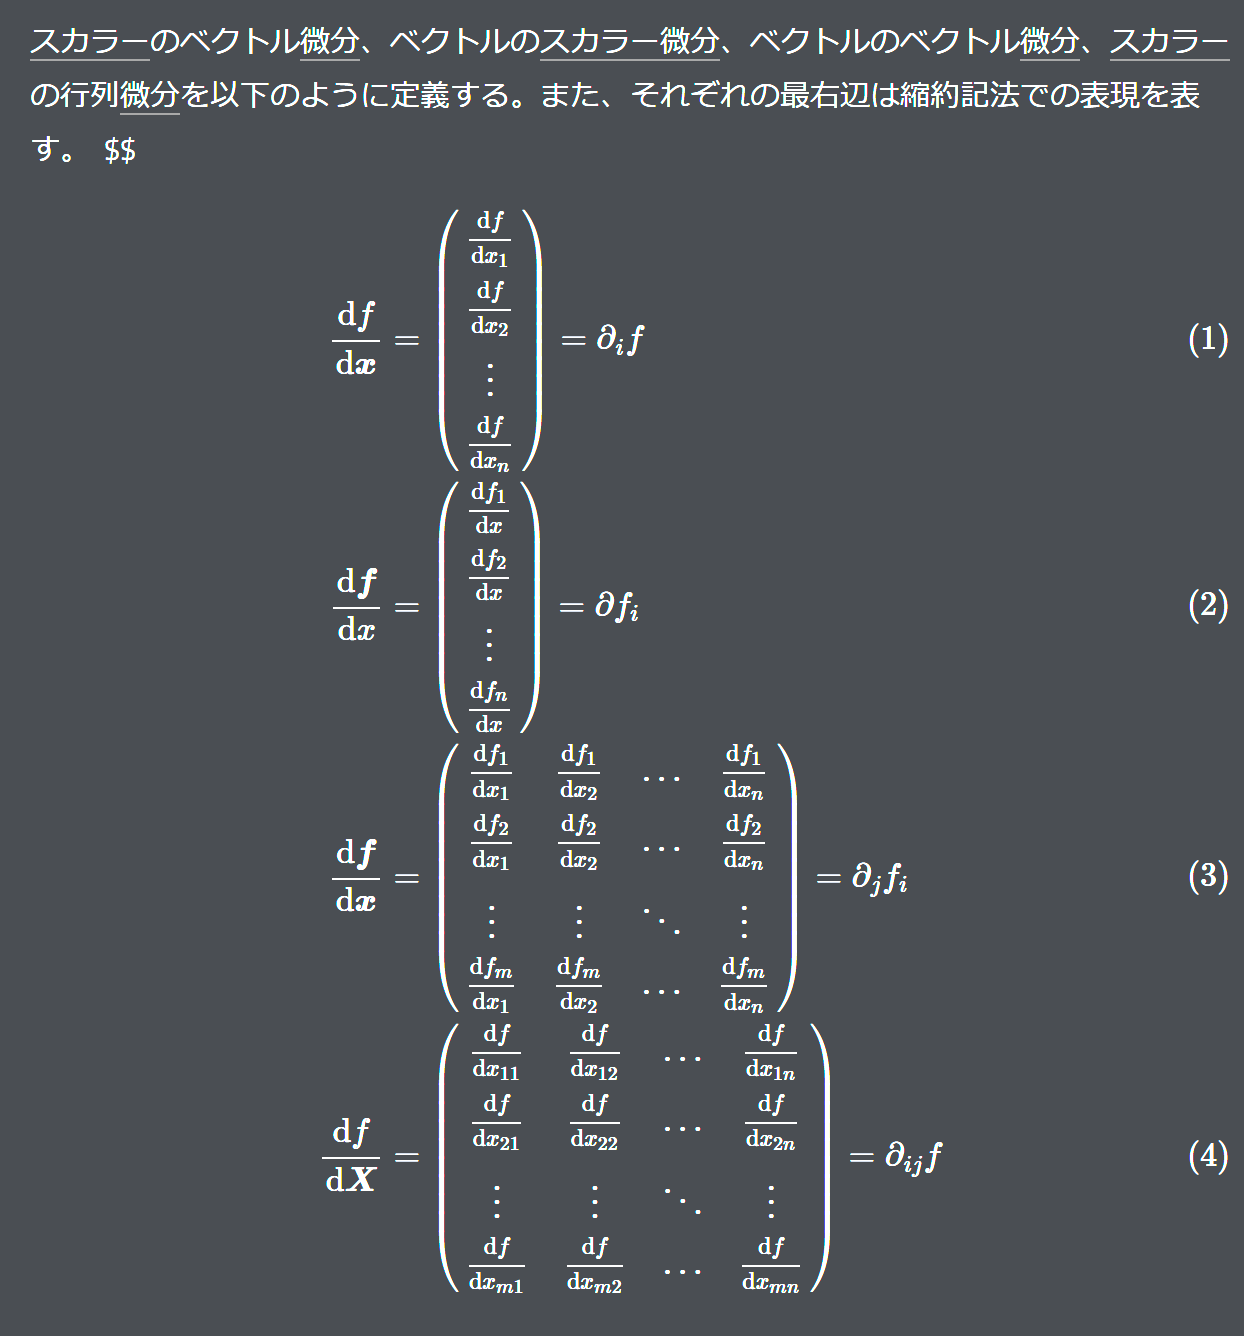 スカラーのベクトル微分、ベクトルのスカラー微分、ベクトルのベクトル微分、スカラー
の行列微分を以下のように定義する。また、それぞれの最右辺は縮約記法での表現を表
す。 $$
\frac{\mathrm{d}f}{\mathrm{d}\boldsymbol{x}} = \begin{pmatrix} \frac{\mathrm{d}f}{\mathrm{d}x_1} \\ \frac{\mathrm{d}f}{\mathrm{d}x_2} \\ \vdots \\ \frac{\mathrm{d}f}{\mathrm{d}x_n} \end{pmatrix} = \partial_i f (1)
\frac{\mathrm{d}\boldsymbol{f}}{\mathrm{d}x} = \begin{pmatrix} \frac{\mathrm{d}f_1}{\mathrm{d}x} \\ \frac{\mathrm{d}f_2}{\mathrm{d}x} \\ \vdots \\ \frac{\mathrm{d}f_n}{\mathrm{d}x} \end{pmatrix} = \partial f_i (2)
\frac{\mathrm{d}\boldsymbol{f}}{\mathrm{d}\boldsymbol{x}} = \begin{pmatrix} \frac{\mathrm{d}f_1}{\mathrm{d}x_1} & \frac{\mathrm{d}f_1}{\mathrm{d}x_2} & \cdots & \frac{\mathrm{d}f_1}{\mathrm{d}x_n} \\ \frac{\mathrm{d}f_2}{\mathrm{d}x_1} & \frac{\mathrm{d}f_2}{\mathrm{d}x_2} & \cdots & \frac{\mathrm{d}f_2}{\mathrm{d}x_n} \\ \vdots & \vdots & \ddots & \vdots \\ \frac{\mathrm{d}f_m}{\mathrm{d}x_1} & \frac{\mathrm{d}f_m}{\mathrm{d}x_2} & \cdots & \frac{\mathrm{d}f_m}{\mathrm{d}x_n} \end{pmatrix} = \partial_j f_i (3)
\frac{\mathrm{d}f}{\mathrm{d}\boldsymbol{X}} = \begin{pmatrix} \frac{\mathrm{d}f}{\mathrm{d}x_{11}} & \frac{\mathrm{d}f}{\mathrm{d}x_{12}} & \cdots & \frac{\mathrm{d}f}{\mathrm{d}x_{1n}} \\ \frac{\mathrm{d}f}{\mathrm{d}x_{21}} & \frac{\mathrm{d}f}{\mathrm{d}x_{22}} & \cdots & \frac{\mathrm{d}f}{\mathrm{d}x_{2n}} \\ \vdots & \vdots & \ddots & \vdots \\ \frac{\mathrm{d}f}{\mathrm{d}x_{m1}} & \frac{\mathrm{d}f}{\mathrm{d}x_{m2}} & \cdots & \frac{\mathrm{d}f}{\mathrm{d}x_{mn}} \end{pmatrix} = \partial_{ij} f (4)